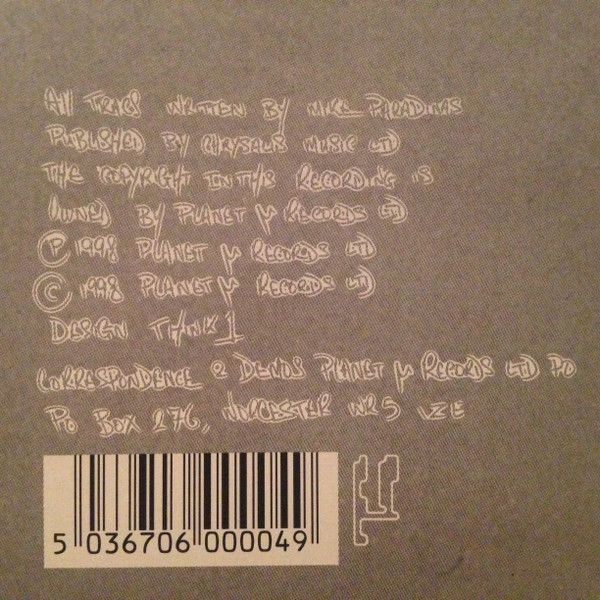 All TRACKS WRITTEN BY MIKE PARADINAS
PUBLISHED BY CHRYSALIS MUSIC LTD
THE COPYRIGHT IN THIS RECORDING IS
OWNED BY PLANET µ RECORDS LTD
Ⓟ 1998 PLANET µ RECORDS LTD
© 1998 PLANET µ RECORDS LTD
DESIGN THINK 1
CORRESPONDENCE & DEMOS PLANET µ RECORDS LTD PO
PO BOX 276, WORCESTER WR5
5 036706 000049